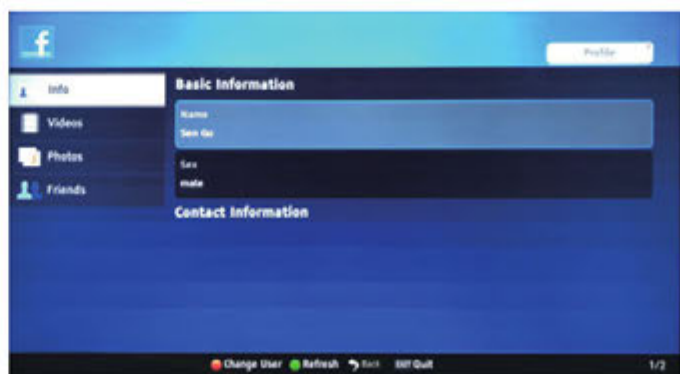 f
Profile
Info
Videos
Photos
Friends
Basic Information
Name
Sen Gu
Sex
male
Contact Information
Change User Refresh Back EXIT Quit
1/2